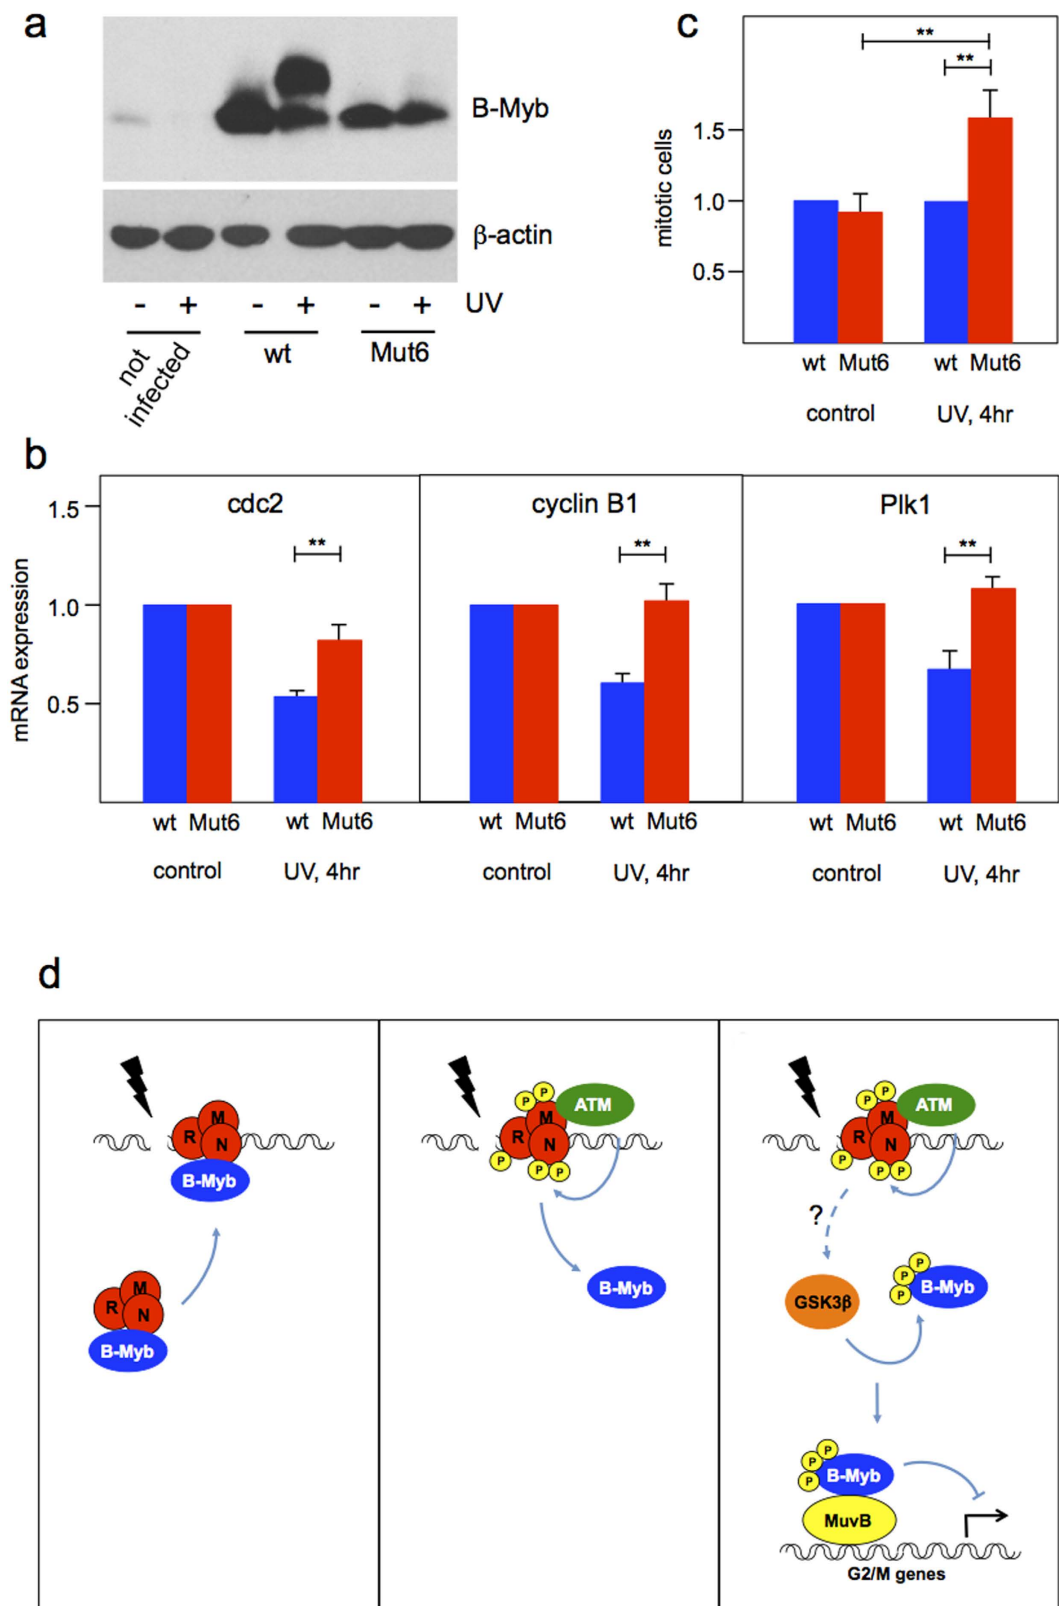 a
B-Myb
β-actin
- + - + - + UV
not infected
wt
Mut6
c
mitotic cells
1.5
1.0
0.5
**
**
wt Mut6 wt Mut6
control UV, 4hr
b
mRNA expression
1.5
1.0
0.5
cdc2 cyclin B1 Plk1
** ** **
wt Mut6 wt Mut6 wt Mut6 wt Mut6 wt Mut6 wt Mut6
control UV, 4hr control UV, 4hr control UV, 4hr
d
M
R N
B-Myb
M
R N
B-Myb
P P
M ATM
R N
P P P
B-Myb
P P
M ATM
R N
P P P
?
GSK3β
P
P
P
B-Myb
P
P
P
B-Myb
MuvB
G2/M genes